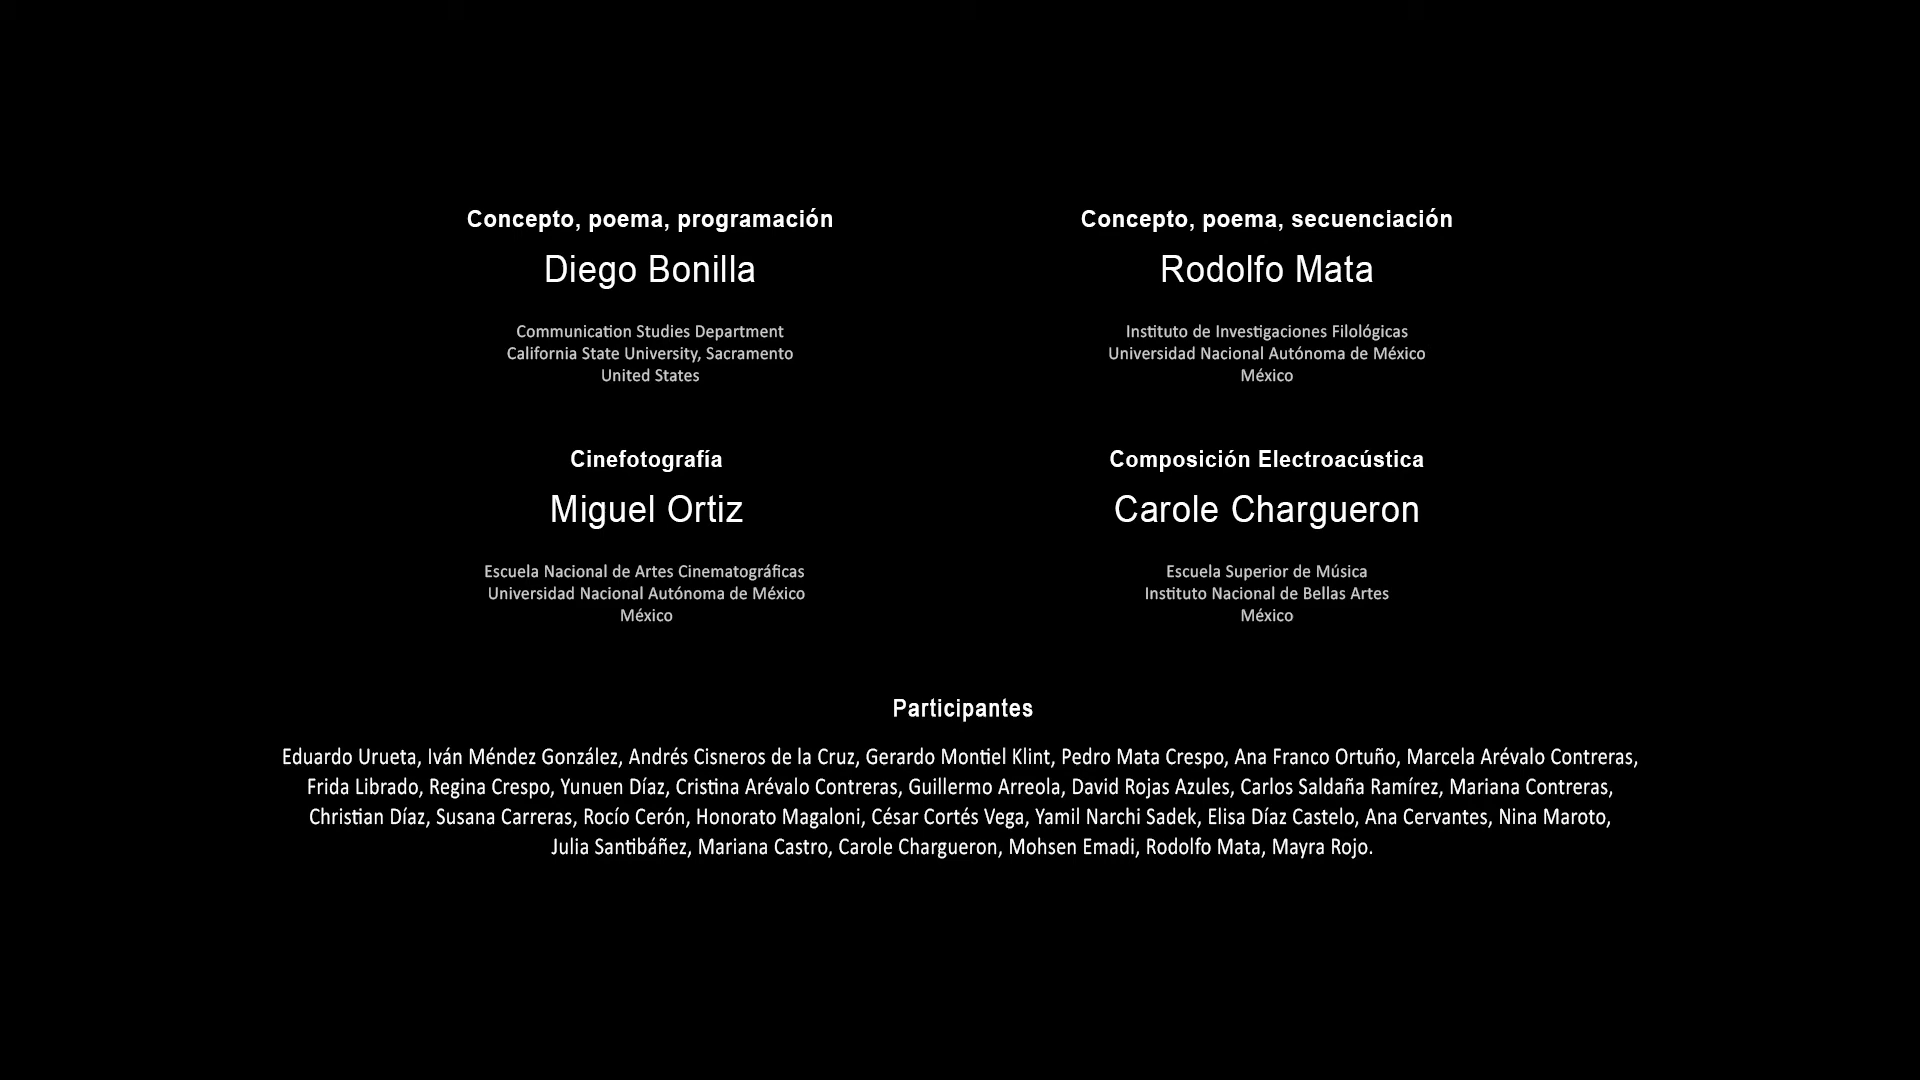 Concepto, poema, programación
Diego Bonilla
Communication Studies Department
California State University, Sacramento
United States
Concepto, poema, secuenciación
Rodolfo Mata
Instituto de Investigaciones Filológicas
Universidad Nacional Autónoma de México
México
Cinefotografía
Miguel Ortiz
Escuela Nacional de Artes Cinematográficas
Universidad Nacional Autónoma de México
México
Composición Electroacústica
Carole Chargueron
Escuela Superior de Música
Instituto Nacional de Bellas Artes
México
Participantes
Eduardo Urueta, Iván Méndez González, Andrés Cisneros de la Cruz, Gerardo Montiel Klint, Pedro Mata Crespo, Ana Franco Ortuño, Marcela Arévalo Contreras,
Frida Librado, Regina Crespo, Yunuen Díaz, Cristina Arévalo Contreras, Guillermo Arreola, David Rojas Azules, Carlos Saldaña Ramírez, Mariana Contreras,
Christian Díaz, Susana Carreras, Rocío Cerón, Honorato Magaloni, César Cortés Vega, Yamil Narchi Sadek, Elisa Díaz Castelo, Ana Cervantes, Nina Maroto,
Julia Santibáñez, Mariana Castro, Carole Chargueron, Mohsen Emadi, Rodolfo Mata, Mayra Rojo.